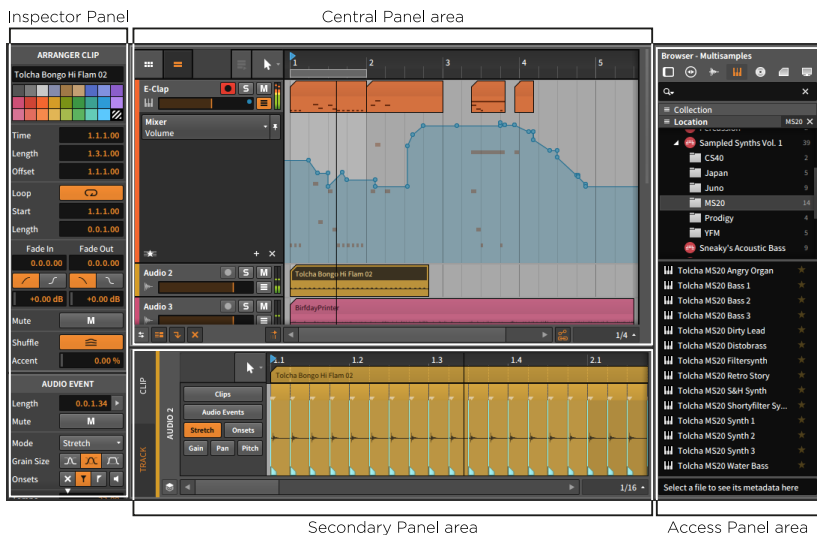 Inspector Panel
Central Panel area
ARRANGER CLIP
Tolcha Bongo Hi Flam 02
Time 1.1.1.00
Length 1.3.1.00
Offset 1.1.1.00
Loop
Start 1.1.1.00
Length 0.0.1.00
Fade In Fade Out
0.0.0.00 0.0.0.00
+0.00 dB +0.00 dB
Mute M
Shuffle
Accent 0.00 %
AUDIO EVENT
Length 0.0.1.34
Mute M
Mode Stretch
Grain Size
Onsets
1 2 3 4 5
1
E-Clap S M
Mixer
Volume
Audio 2 S M
Tolcha Bongo Hi Flam 02
Audio 3 S M
BirfdayPrinter
1/4
CLIP
TRACK
AUDIO 2
Clips
Audio Events
Stretch Onsets
Gain Pan Pitch
1.1 1.2 1.3 1.4 2.1
Tolcha Bongo Hi Flam 02
1/16
Browser - Multisamples
Collection
Location MS20
Percussion
Sampled Synths Vol. 1 39
CS40 2
Japan 5
Juno 9
MS20 14
Prodigy 4
YFM 5
Sneaky's Acoustic Bass 9
Tolcha MS20 Angry Organ
Tolcha MS20 Bass 1
Tolcha MS20 Bass 2
Tolcha MS20 Bass 3
Tolcha MS20 Dirty Lead
Tolcha MS20 Distobrass
Tolcha MS20 Filtersynth
Tolcha MS20 Retro Story
Tolcha MS20 S&H Synth
Tolcha MS20 Shortyfilter Sy...
Tolcha MS20 Synth 1
Tolcha MS20 Synth 2
Tolcha MS20 Synth 3
Tolcha MS20 Water Bass
Select a file to see its metadata here
Secondary Panel area
Access Panel area